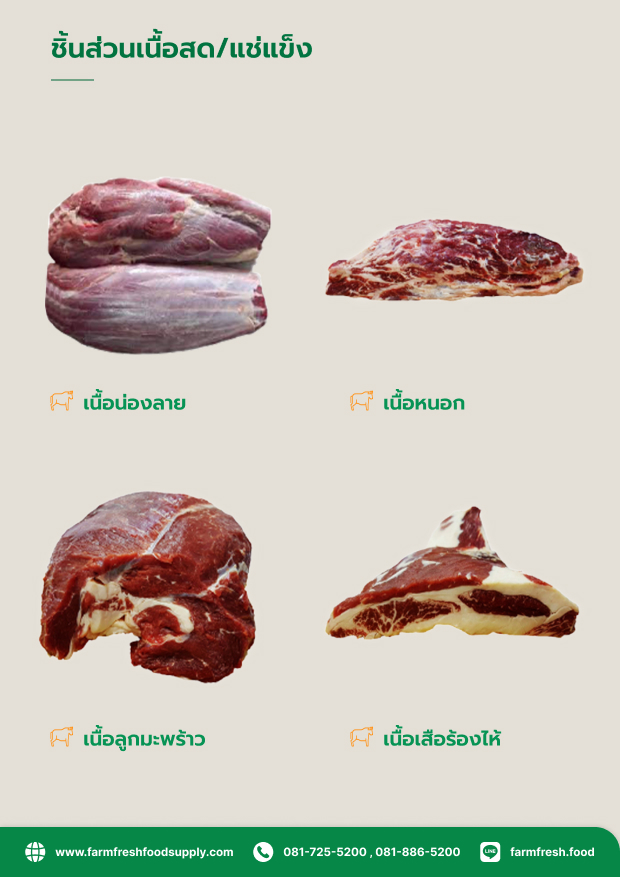 ชิ้นส่วนเนื้อสด/แช่แข็ง
เนื้อน่องลาย
เนื้อหนอก
เนื้อลูกมะพร้าว
เนื้อเสือร้องไห้
www.farmfreshfoodsupply.com 081-725-5200 , 081-886-5200 LINE farmfresh.food